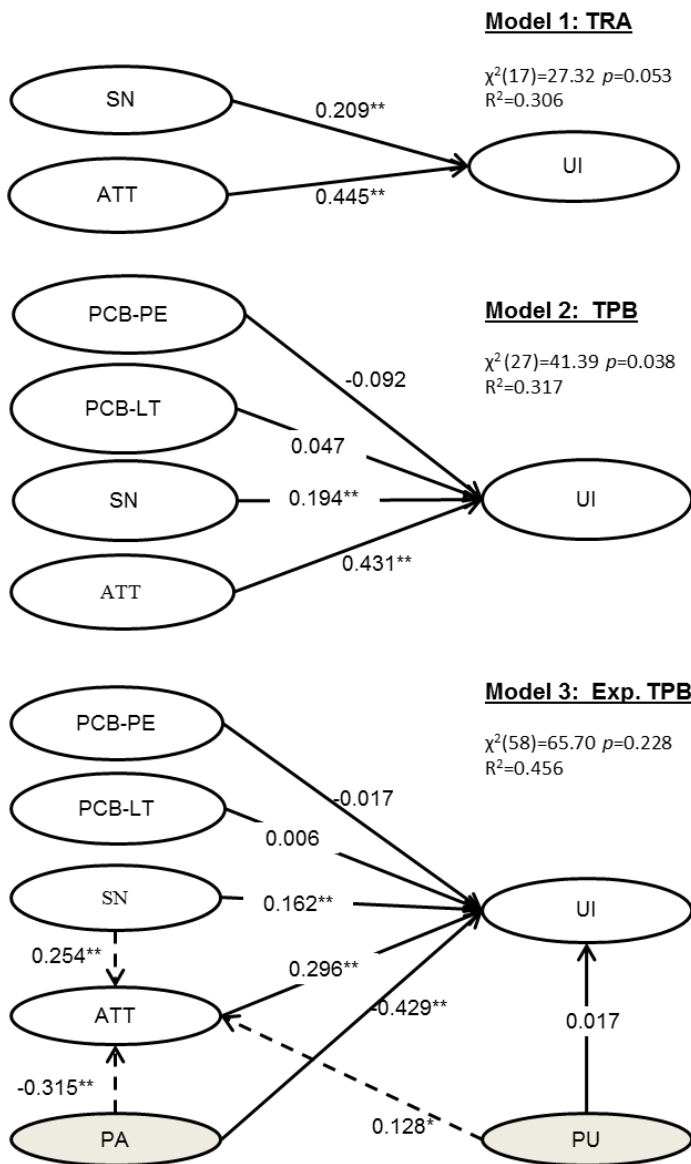 Model 1: TRA
χ²(17)=27.32 p=0.053
R²=0.306
SN
0.209**
UI
ATT
0.445**
PCB-PE
Model 2: TPB
χ²(27)=41.39 p=0.038
R²=0.317
-0.092
PCB-LT
0.047
SN
0.194**
UI
0.431**
ATT
Model 3: Exp. TPB
PCB-PE
χ²(58)=65.70 p=0.228
R²=0.456
-0.017
PCB-LT
0.006
SN
0.162**
UI
0.254**
0.296**
ATT
-0.429**
0.017
-0.315**
0.128*
PA
PU